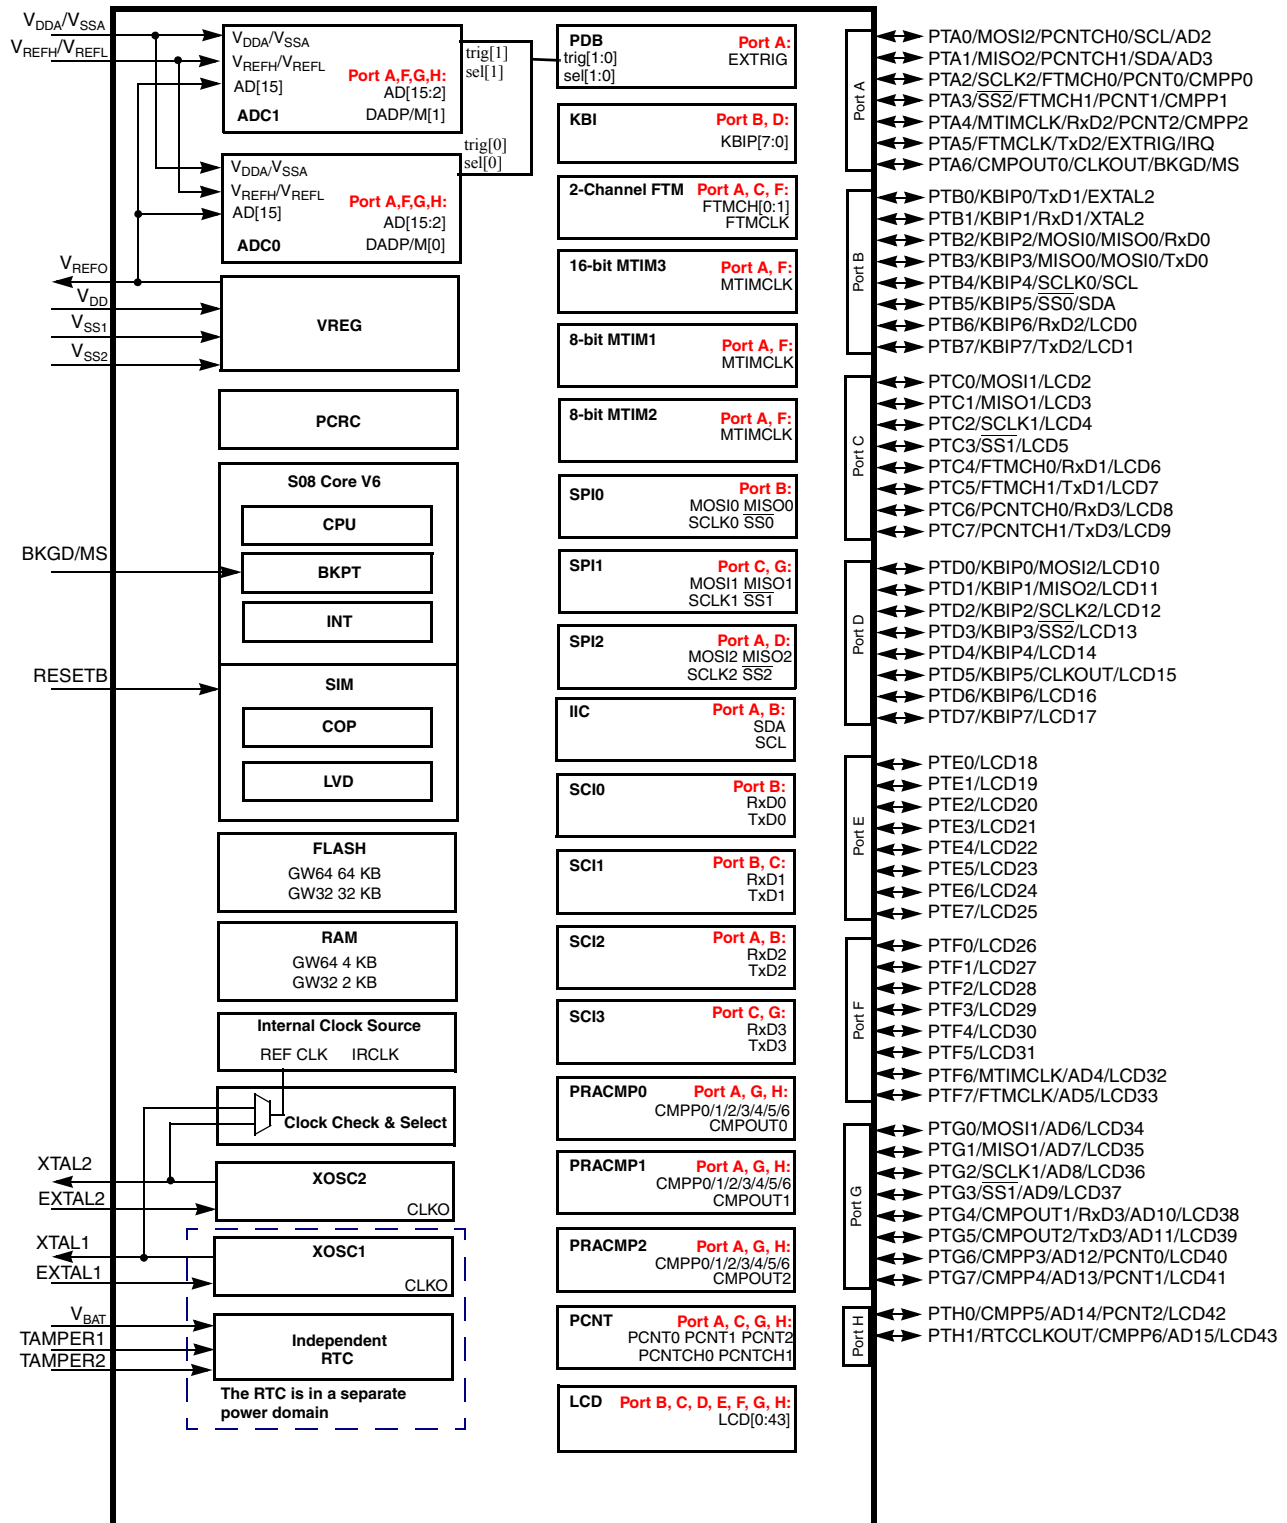 V_DDA/V_SSA
V_REFH/V_REFL
V_DDA/V_SSA
V_REFH/V_REFL
AD[15]
Port A,F,G,H:
AD[15:2]
ADC1
DADP/M[1]
trig[1]
sel[1]
trig[0]
sel[0]
V_DDA/V_SSA
V_REFH/V_REFL
AD[15]
Port A,F,G,H:
AD[15:2]
ADC0
DADP/M[0]
V_REFO
V_DD
V_SS1
V_SS2
VREG
PCRC
S08 Core V6
CPU
BKGD/MS
BKPT
INT
RESETB
SIM
COP
LVD
FLASH
GW64 64 KB
GW32 32 KB
RAM
GW64 4 KB
GW32 2 KB
Internal Clock Source
REF CLK IRCLK
Clock Check & Select
XTAL2
EXTAL2
XOSC2
CLKO
XTAL1
EXTAL1
XOSC1
CLKO
V_BAT
TAMPER1
TAMPER2
Independent
RTC
The RTC is in a separate
power domain
PDB
Port A:
trig[1:0]
EXTRIG
sel[1:0]
KBI
Port B, D:
KBIP[7:0]
2-Channel FTM
Port A, C, F:
FTMCH[0:1]
FTMCLK
16-bit MTIM3
Port A, F:
MTIMCLK
8-bit MTIM1
Port A, F:
MTIMCLK
8-bit MTIM2
Port A, F:
MTIMCLK
SPI0
Port B:
MOSI0 MISO0
SCLK0 SS0
SPI1
Port C, G:
MOSI1 MISO1
SCLK1 SS1
SPI2
Port A, D:
MOSI2 MISO2
SCLK2 SS2
IIC
Port A, B:
SDA
SCL
SCI0
Port B:
RxD0
TxD0
SCI1
Port B, C:
RxD1
TxD1
SCI2
Port A, B:
RxD2
TxD2
SCI3
Port C, G:
RxD3
TxD3
PRACMP0
Port A, G, H:
CMPP0/1/2/3/4/5/6
CMPOUT0
PRACMP1
Port A, G, H:
CMPP0/1/2/3/4/5/6
CMPOUT1
PRACMP2
Port A, G, H:
CMPP0/1/2/3/4/5/6
CMPOUT2
PCNT
Port A, C, G, H:
PCNT0 PCNT1 PCNT2
PCNTCH0 PCNTCH1
LCD
Port B, C, D, E, F, G, H:
LCD[0:43]
Port A
PTA0/MOSI2/PCNTCH0/SCL/AD2
PTA1/MISO2/PCNTCH1/SDA/AD3
PTA2/SCLK2/FTMCH0/PCNT0/CMPP0
PTA3/SS2/FTMCH1/PCNT1/CMPP1
PTA4/MTIMCLK/RxD2/PCNT2/CMPP2
PTA5/FTMCLK/TxD2/EXTRIG/IRQ
PTA6/CMPOUT0/CLKOUT/BKGD/MS
Port B
PTB0/KBIP0/TxD1/EXTAL2
PTB1/KBIP1/RxD1/XTAL2
PTB2/KBIP2/MOSI0/MISO0/RxD0
PTB3/KBIP3/MISO0/MOSI0/TxD0
PTB4/KBIP4/SCLK0/SCL
PTB5/KBIP5/SS0/SDA
PTB6/KBIP6/RxD2/LCD0
PTB7/KBIP7/TxD2/LCD1
Port C
PTC0/MOSI1/LCD2
PTC1/MISO1/LCD3
PTC2/SCLK1/LCD4
PTC3/SS1/LCD5
PTC4/FTMCH0/RxD1/LCD6
PTC5/FTMCH1/TxD1/LCD7
PTC6/PCNTCH0/RxD3/LCD8
PTC7/PCNTCH1/TxD3/LCD9
Port D
PTD0/KBIP0/MOSI2/LCD10
PTD1/KBIP1/MISO2/LCD11
PTD2/KBIP2/SCLK2/LCD12
PTD3/KBIP3/SS2/LCD13
PTD4/KBIP4/LCD14
PTD5/KBIP5/CLKOUT/LCD15
PTD6/KBIP6/LCD16
PTD7/KBIP7/LCD17
Port E
PTE0/LCD18
PTE1/LCD19
PTE2/LCD20
PTE3/LCD21
PTE4/LCD22
PTE5/LCD23
PTE6/LCD24
PTE7/LCD25
Port F
PTF0/LCD26
PTF1/LCD27
PTF2/LCD28
PTF3/LCD29
PTF4/LCD30
PTF5/LCD31
PTF6/MTIMCLK/AD4/LCD32
PTF7/FTMCLK/AD5/LCD33
Port G
PTG0/MOSI1/AD6/LCD34
PTG1/MISO1/AD7/LCD35
PTG2/SCLK1/AD8/LCD36
PTG3/SS1/AD9/LCD37
PTG4/CMPOUT1/RxD3/AD10/LCD38
PTG5/CMPOUT2/TxD3/AD11/LCD39
PTG6/CMPP3/AD12/PCNT0/LCD40
PTG7/CMPP4/AD13/PCNT1/LCD41
Port H
PTH0/CMPP5/AD14/PCNT2/LCD42
PTH1/RTCCLKOUT/CMPP6/AD15/LCD43